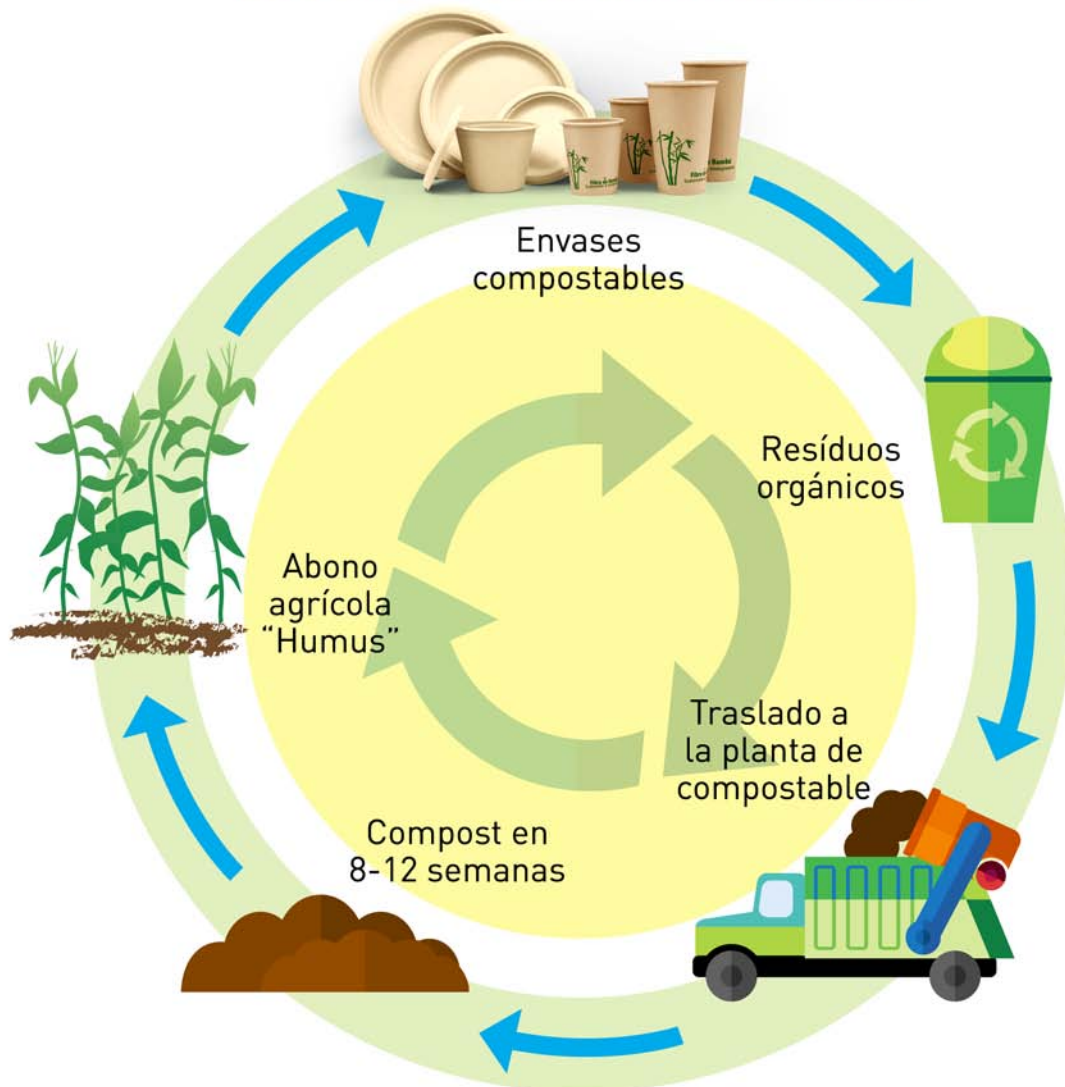 Envases
compostables
Resíduos
orgánicos
Traslado a
la planta de
compostable
Compost en
8-12 semanas
Abono
agrícola
“Humus”